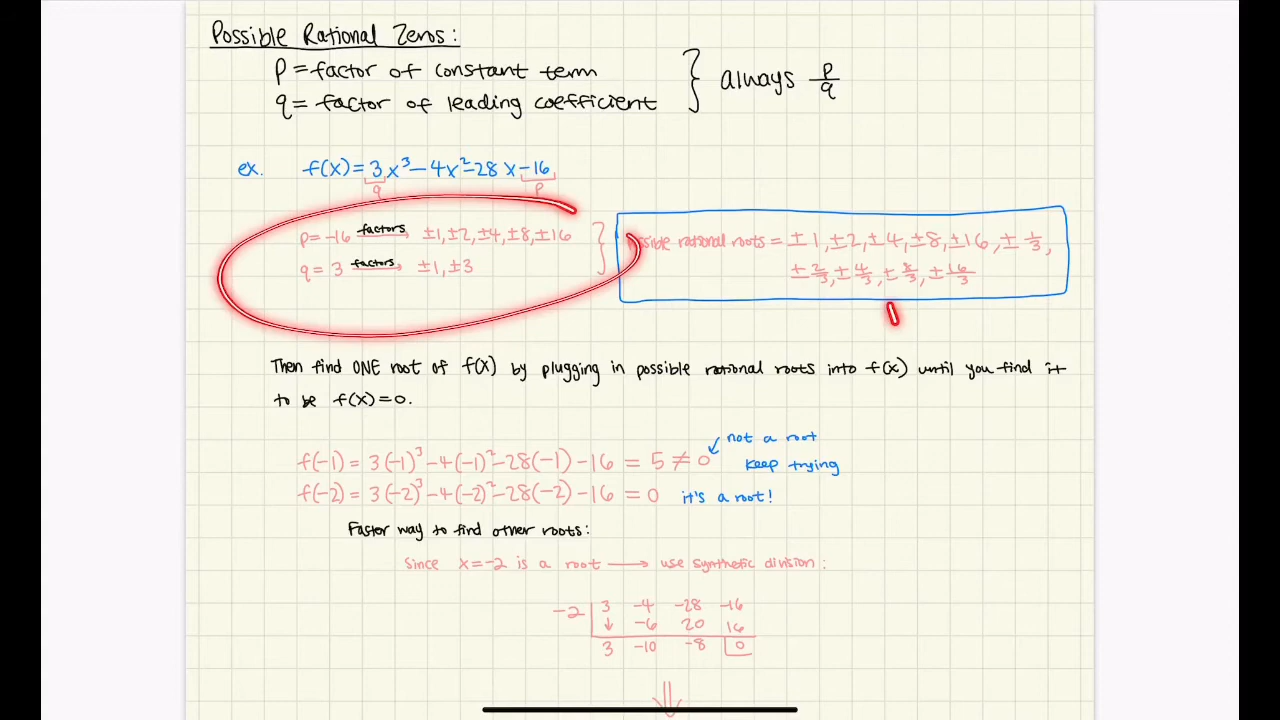 Possible Rational Zeros:
p = factor of constant term
q = factor of leading coefficient
} always p/q
ex. f(x) = 3x³ - 4x² - 28x - 16
q p
p = -16 factors → ±1, ±2, ±4, ±8, ±16
q = 3 factors → ±1, ±3
rational roots = ±1, ±2, ±4, ±8, ±16, ± 1/3,
± 2/3, ± 4/3, ± 8/3, ± 16/3
Then find ONE root of f(x) by plugging in possible rational roots into f(x) until you find it
to be f(x) = 0.
not a root
f(-1) = 3(-1)³ - 4(-1)² - 28(-1) - 16 = 5 ≠ 0 keep trying
f(-2) = 3(-2)³ - 4(-2)² - 28(-2) - 16 = 0 it's a root!
Faster way to find other roots:
Since x = -2 is a root → use synthetic division:
-2 | 3 -4 -28 -16
↓ -6 20 16
3 -10 -8 0
⇓